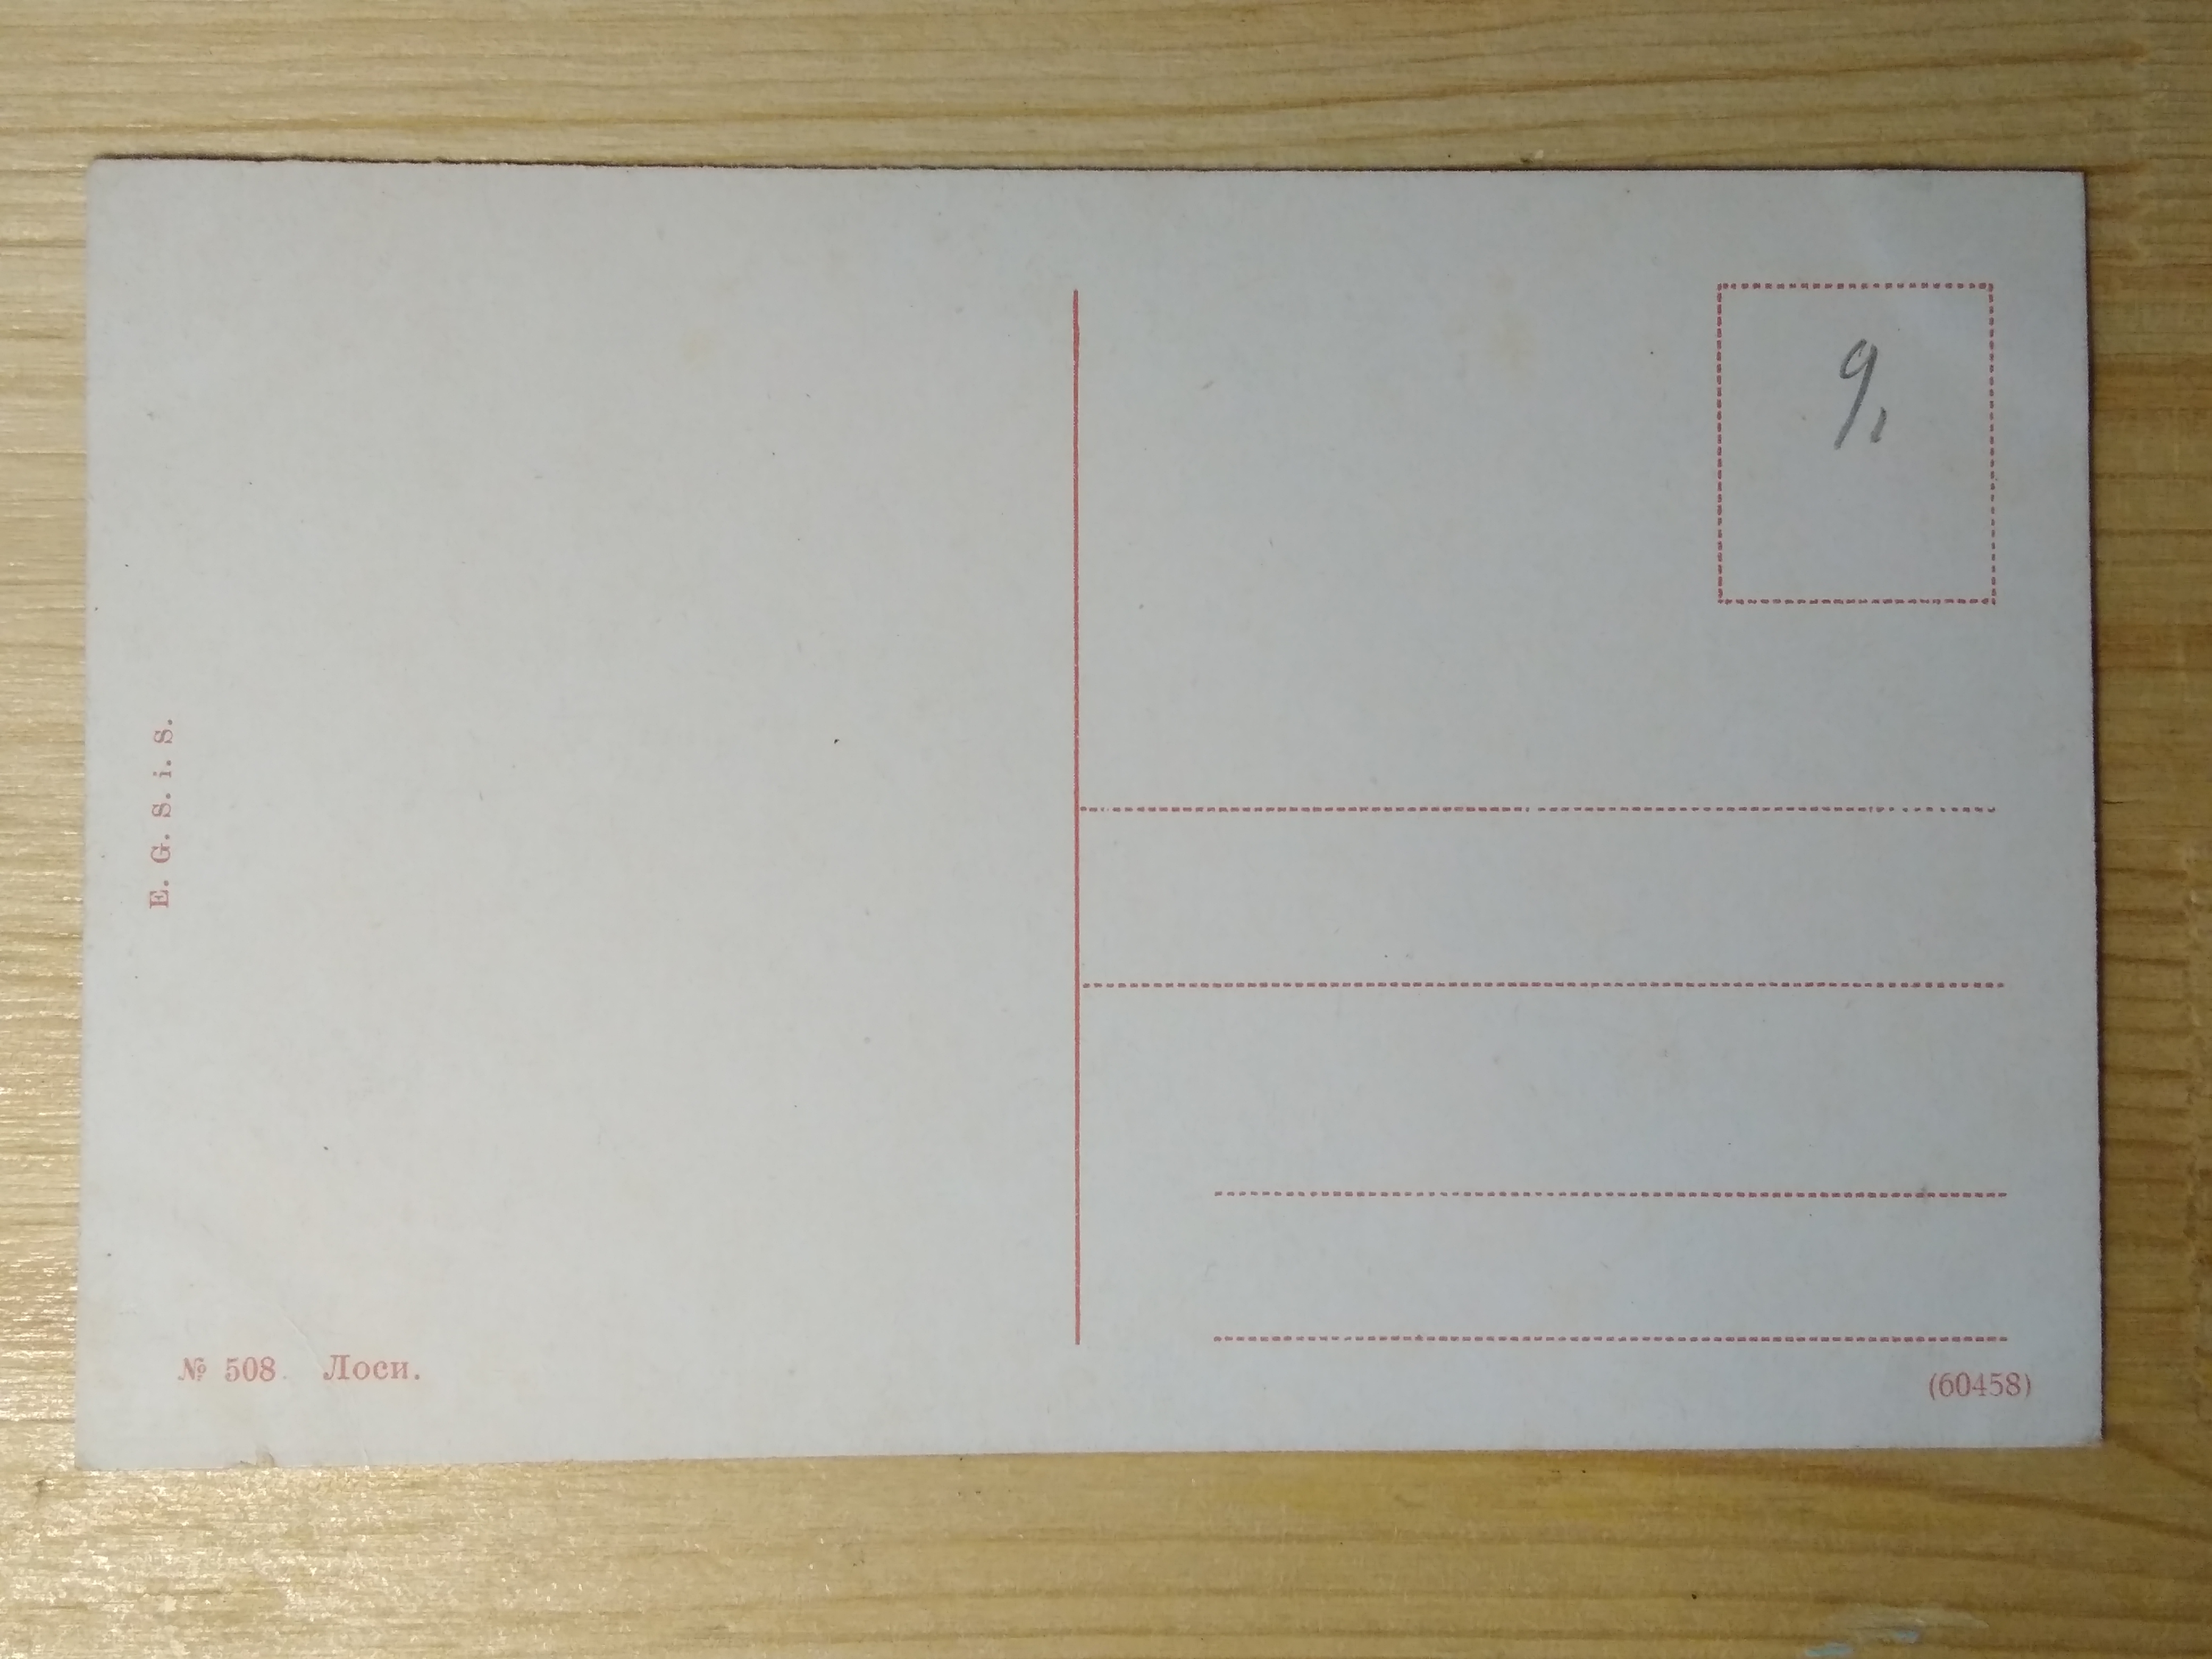 9,
E. G. S. i. S.
№ 508. Лоси.
(60458)